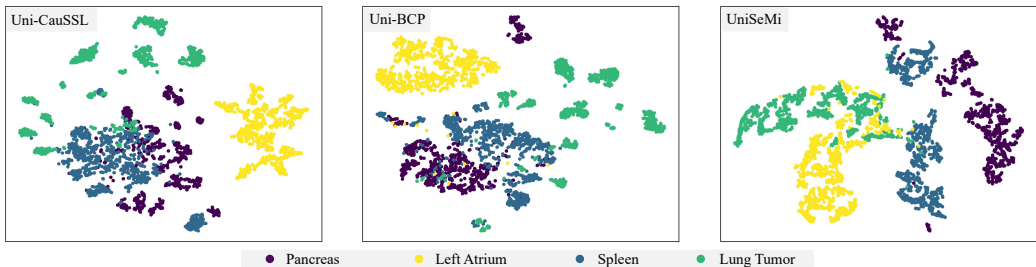 Uni-CauSSL
Uni-BCP
UniSeMi
Pancreas
Left Atrium
Spleen
Lung Tumor